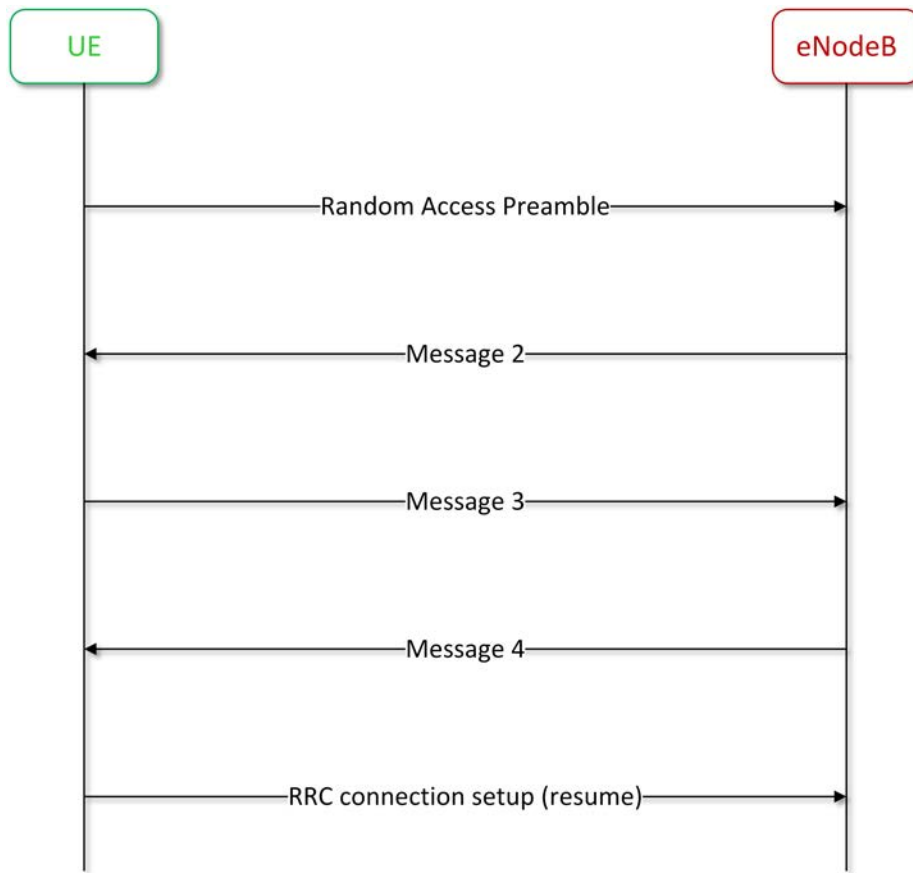 UE
eNodeB
Random Access Preamble
Message 2
Message 3
Message 4
RRC connection setup (resume)